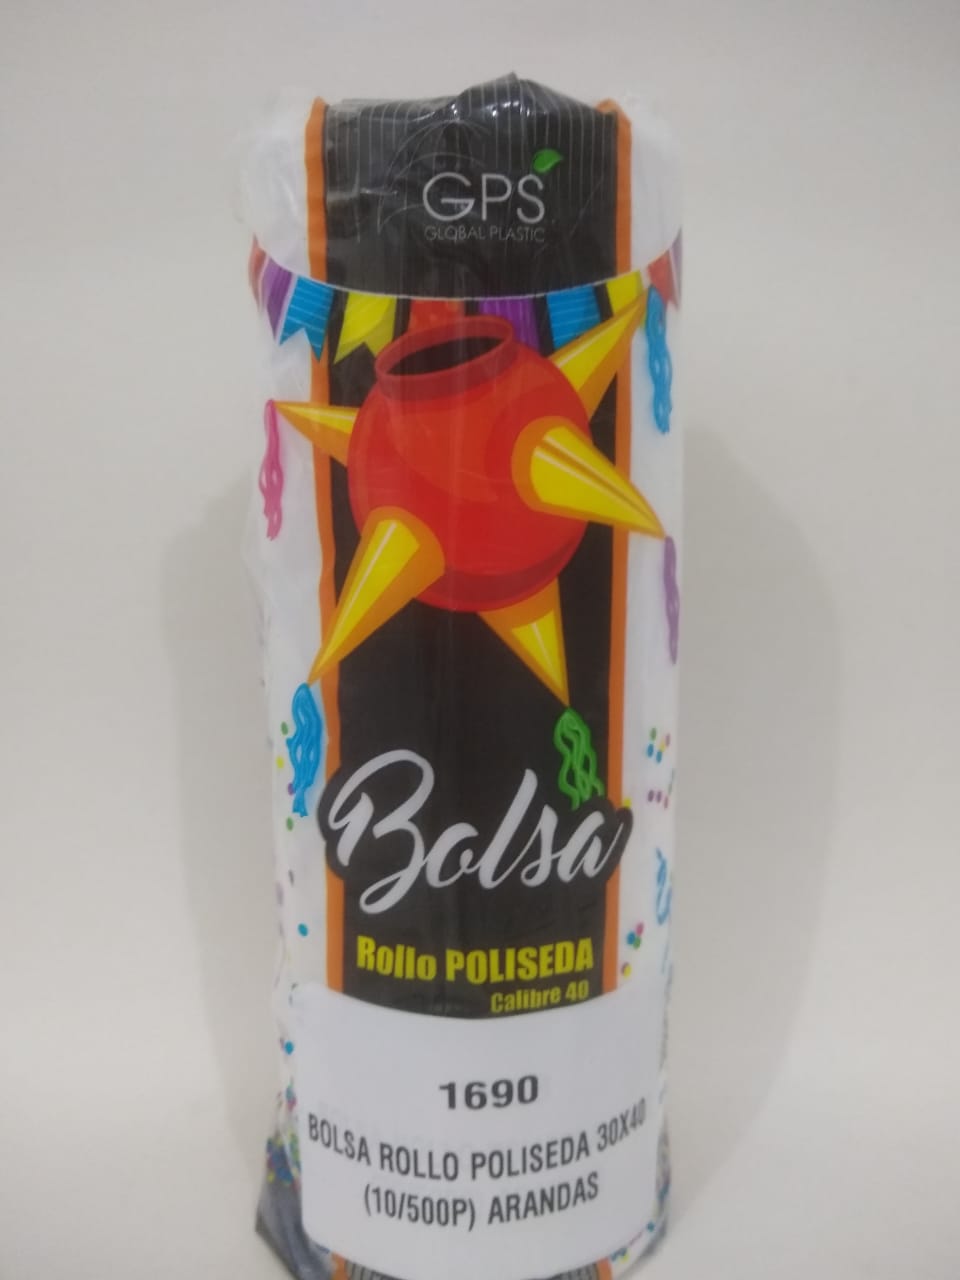 GPS
GLOBAL PLASTIC
Bolsa
Rollo POLISEDA
Calibre 40
1690
BOLSA ROLLO POLISEDA 30X40
(10/500P) ARANDAS